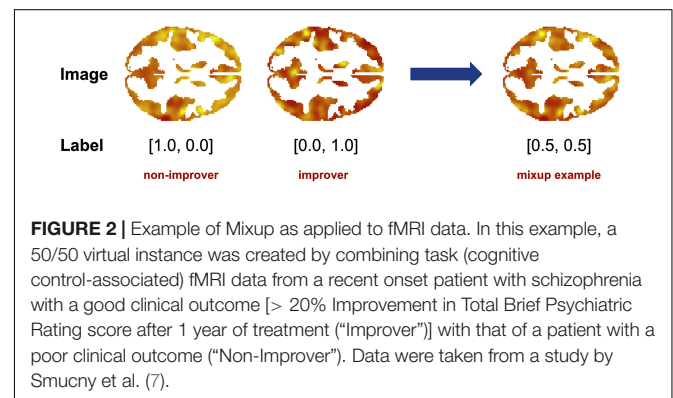 Image
Label [1.0, 0.0] [0.0, 1.0] [0.5, 0.5]
non-improver improver mixup example
FIGURE 2 | Example of Mixup as applied to fMRI data. In this example, a
50/50 virtual instance was created by combining task (cognitive
control-associated) fMRI data from a recent onset patient with schizophrenia
with a good clinical outcome [> 20% Improvement in Total Brief Psychiatric
Rating score after 1 year of treatment (“Improver”)] with that of a patient with a
poor clinical outcome (“Non-Improver”). Data were taken from a study by
Smucny et al. (7).